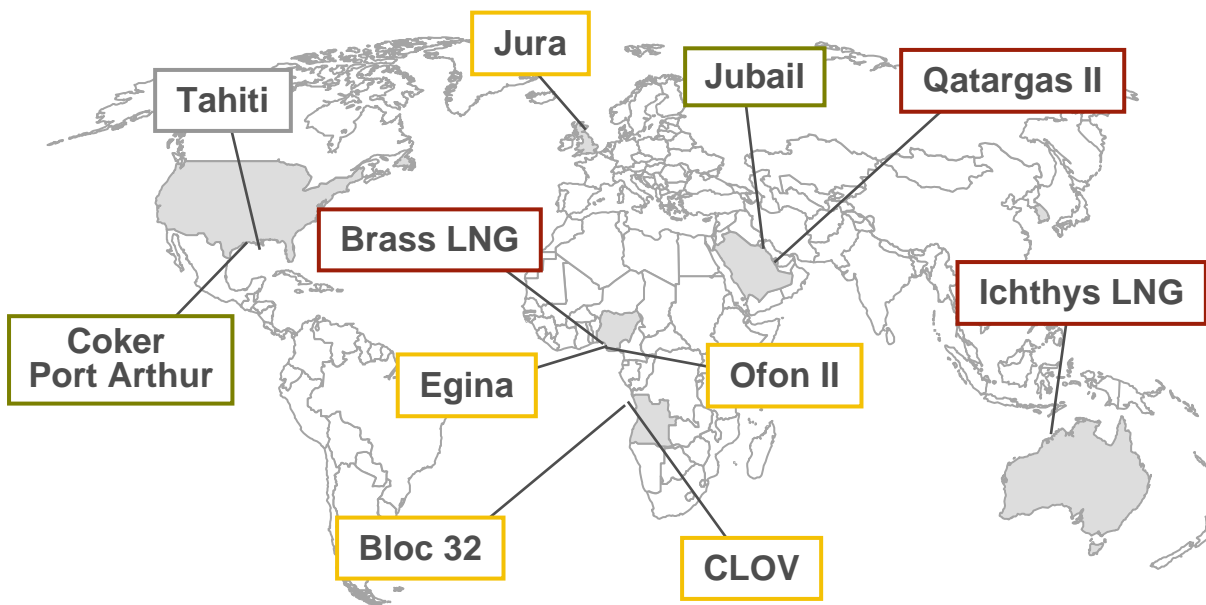 Jura
Jubail
Qatargas II
Tahiti
Brass LNG
Ichthys LNG
Coker
Port Arthur
Egina
Ofon II
Bloc 32
CLOV